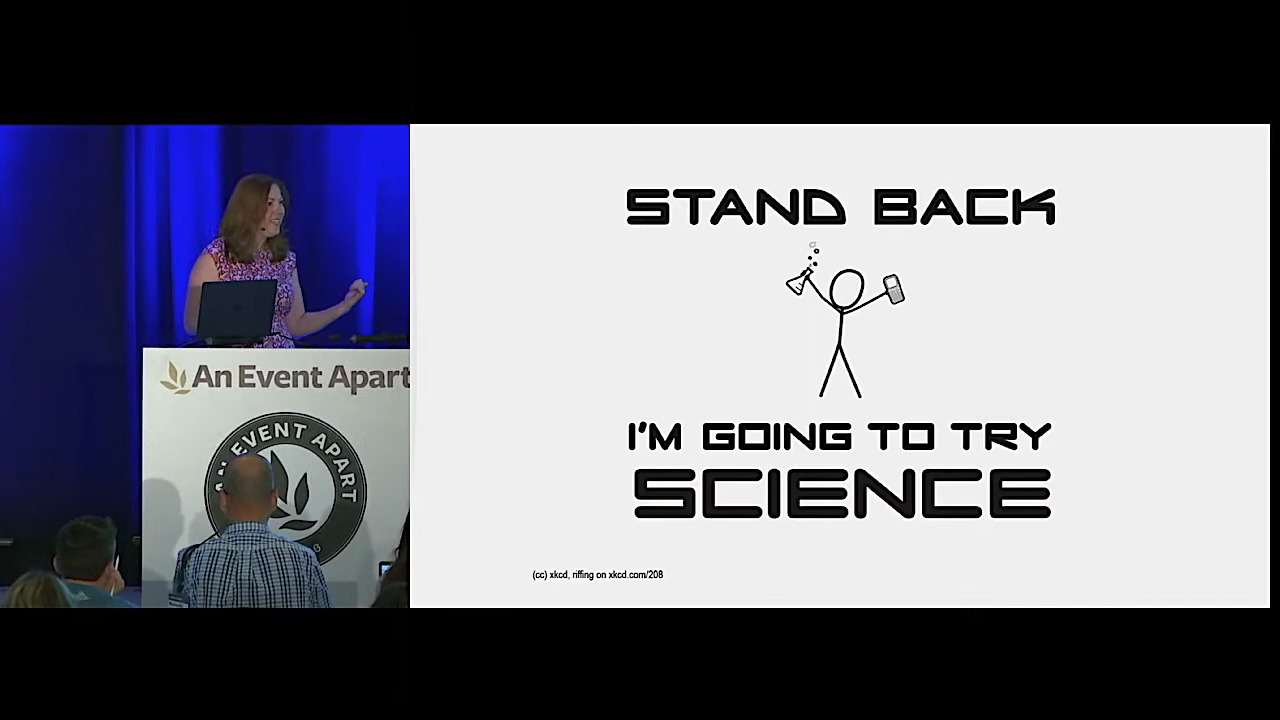 An Event Apart
AN EVENT APART
STAND BACK
I'M GOING TO TRY
SCIENCE
(cc) xkcd, riffing on xkcd.com/208